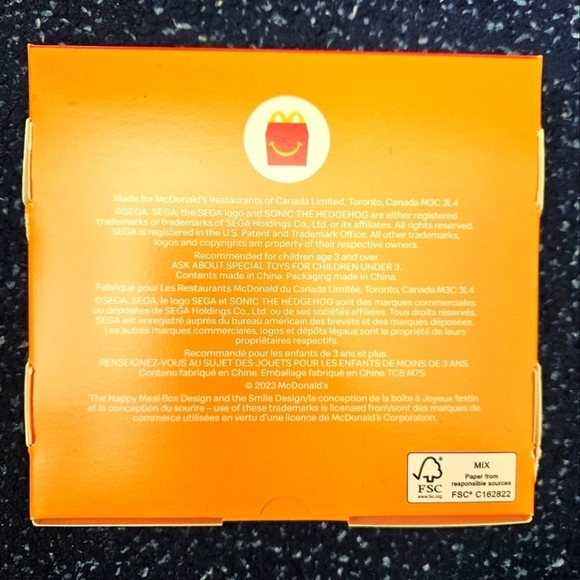 Made for McDonald's Restaurants of Canada Limited, Toronto, Canada M3C 3L4
©SEGA. SEGA, the SEGA logo and SONIC THE HEDGEHOG are either registered
trademarks or trademarks of SEGA Holdings Co., Ltd. or its affiliates. All rights reserved.
SEGA is registered in the U.S. Patent and Trademark Office. All other trademarks,
logos and copyrights are property of their respective owners.
Recommended for children age 3 and over.
ASK ABOUT SPECIAL TOYS FOR CHILDREN UNDER 3.
Contents made in China. Packaging made in China.
Fabriqué pour Les Restaurants McDonald du Canada Limitée, Toronto, Canada M3C 3L4
©SEGA. SEGA, le logo SEGA et SONIC THE HEDGEHOG sont des marques commerciales
ou déposées de SEGA Holdings Co., Ltd. ou de ses sociétés affiliées. Tous droits réservés.
SEGA est enregistré auprès du bureau américain des brevets et des marques déposées.
Les autres marques commerciales, logos et dépôts légaux sont la propriété de leurs
propriétaires respectifs.
Recommandé pour les enfants de 3 ans et plus.
RENSEIGNEZ-VOUS AU SUJET DES JOUETS POUR LES ENFANTS DE MOINS DE 3 ANS.
Contenu fabriqué en Chine. Emballage fabriqué en Chine TC8 M7S
© 2023 McDonald's
The Happy Meal Box Design and the Smile Design/la conception de la boîte à Joyeux festin
et la conception du sourire – use of these trademarks is licensed from/sont des marques de
commerce utilisées en vertu d'une licence de McDonald's Corporation.
FSC
www.fsc.org
MIX
Paper from
responsible sources
FSC® C162822